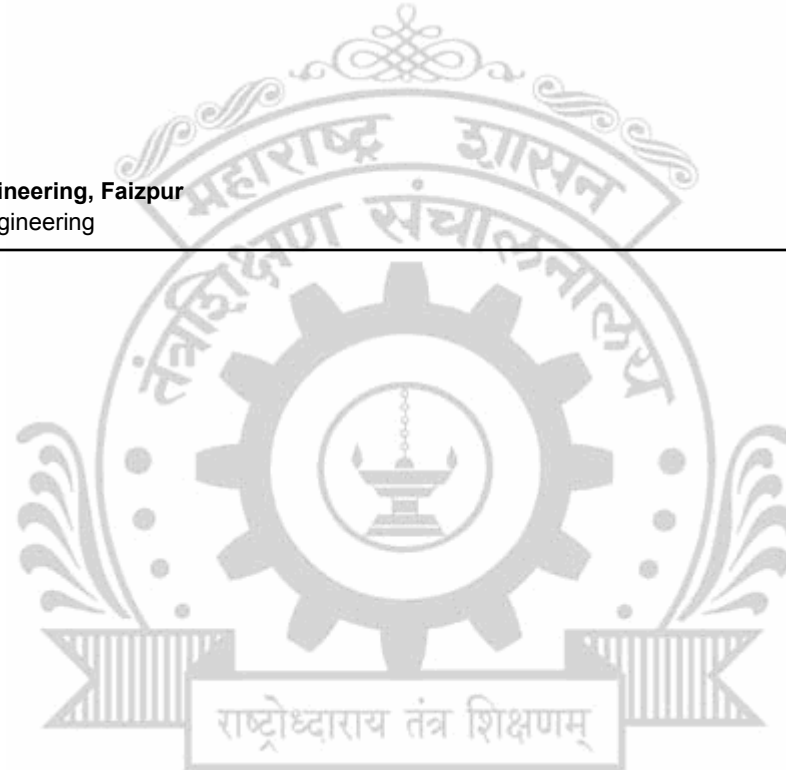 महाराष्ट्र शासन
ineering, Faizpur
gineering
तंत्रशिक्षण संचालनालय
राष्ट्रोध्दाराय तंत्र शिक्षणम्